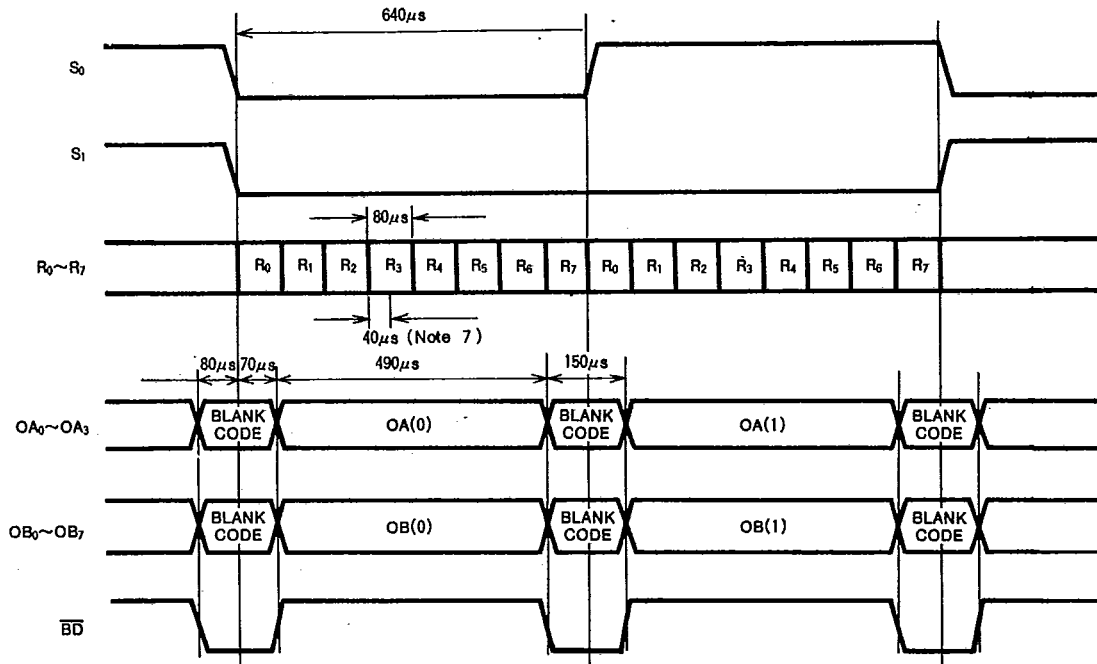 640μs
S₀
S₁
80μs
R₀~R₇ R₀ R₁ R₂ R₃ R₄ R₅ R₆ R₇ R₀ R₁ R₂ R₃ R₄ R₅ R₆ R₇
40μs (Note 7)
80μs 70μs 490μs 150μs
OA₀~OA₃ BLANK CODE OA(0) BLANK CODE OA(1) BLANK CODE
OB₀~OB₇ BLANK CODE OB(0) BLANK CODE OB(1) BLANK CODE
B̅D̅